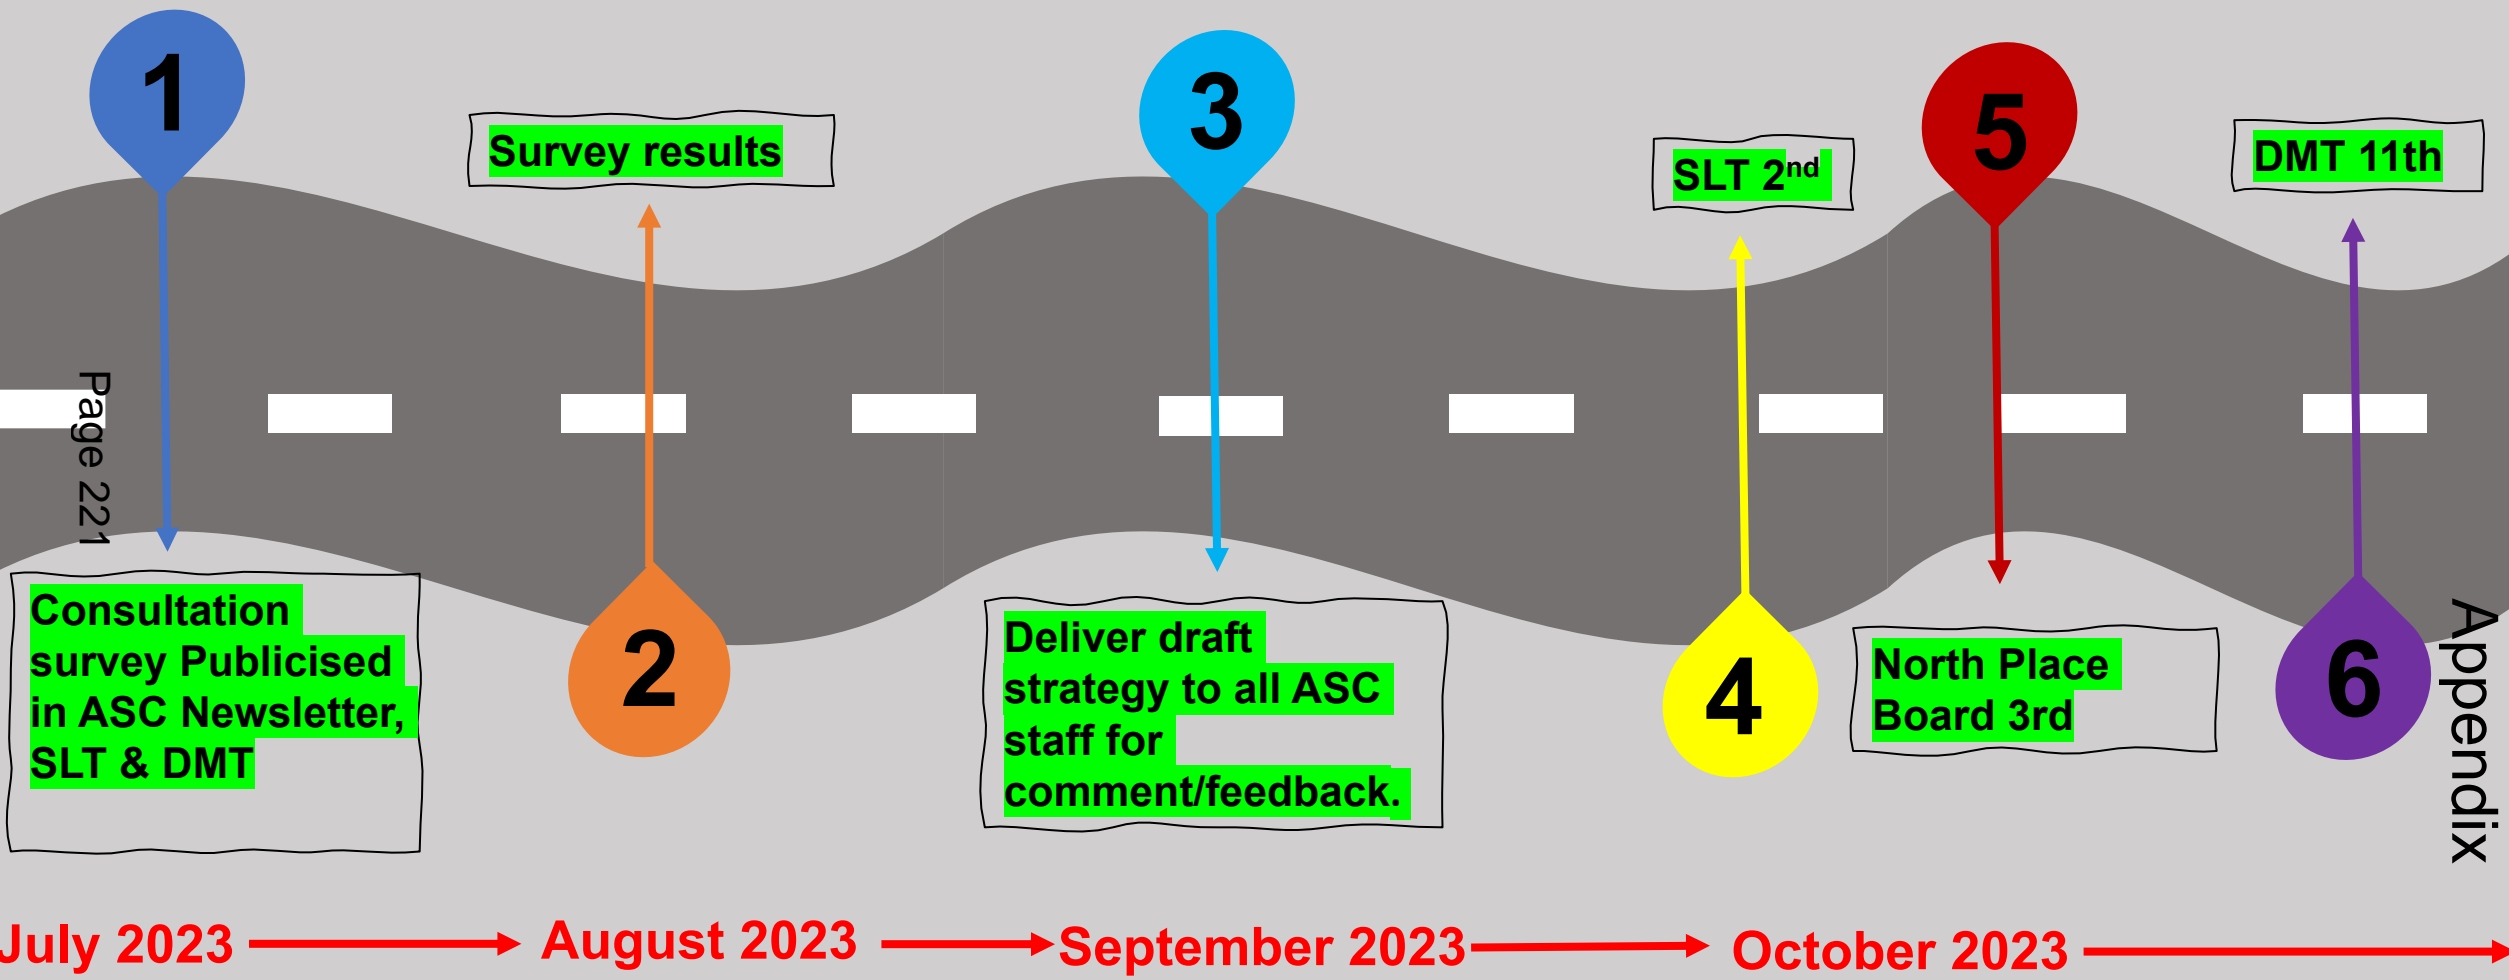 1
Survey results
3
SLT 2nd
5
DMT 11th
Page 221
Consultation
survey Publicised
in ASC Newsletter,
SLT & DMT
2
Deliver draft
strategy to all ASC
staff for
comment/feedback.
4
North Place
Board 3rd
6
Appendix
July 2023
August 2023
September 2023
October 2023